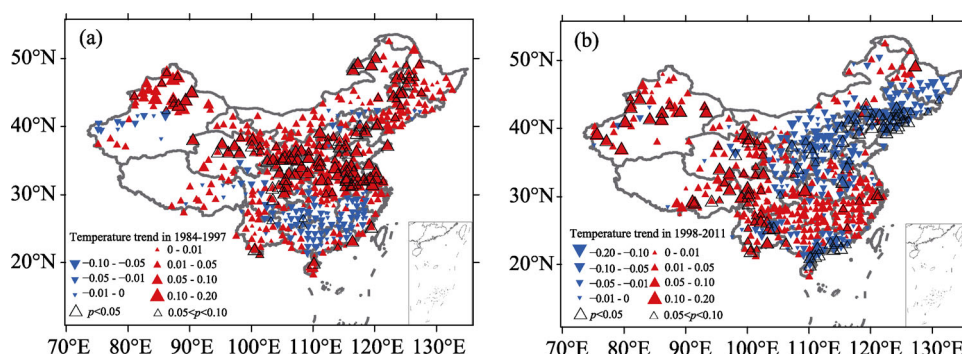 (a)
50°N
40°N
30°N
20°N
Temperature trend in 1984-1997
−0.10 - −0.05
−0.05 - −0.01
−0.01 - 0
p<0.05
0 - 0.01
0.01 - 0.05
0.05 - 0.10
0.10 - 0.20
0.05<p<0.10
70°E 80°E 90°E 100°E 110°E 120°E 130°E
(b)
50°N
40°N
30°N
20°N
Temperature trend in 1998-2011
−0.20 - −0.10
−0.10 - −0.05
−0.05 - −0.01
−0.01 - 0
p<0.05
0 - 0.01
0.01 - 0.05
0.05 - 0.10
0.10 - 0.20
0.05<p<0.10
70°E 80°E 90°E 100°E 110°E 120°E 130°E